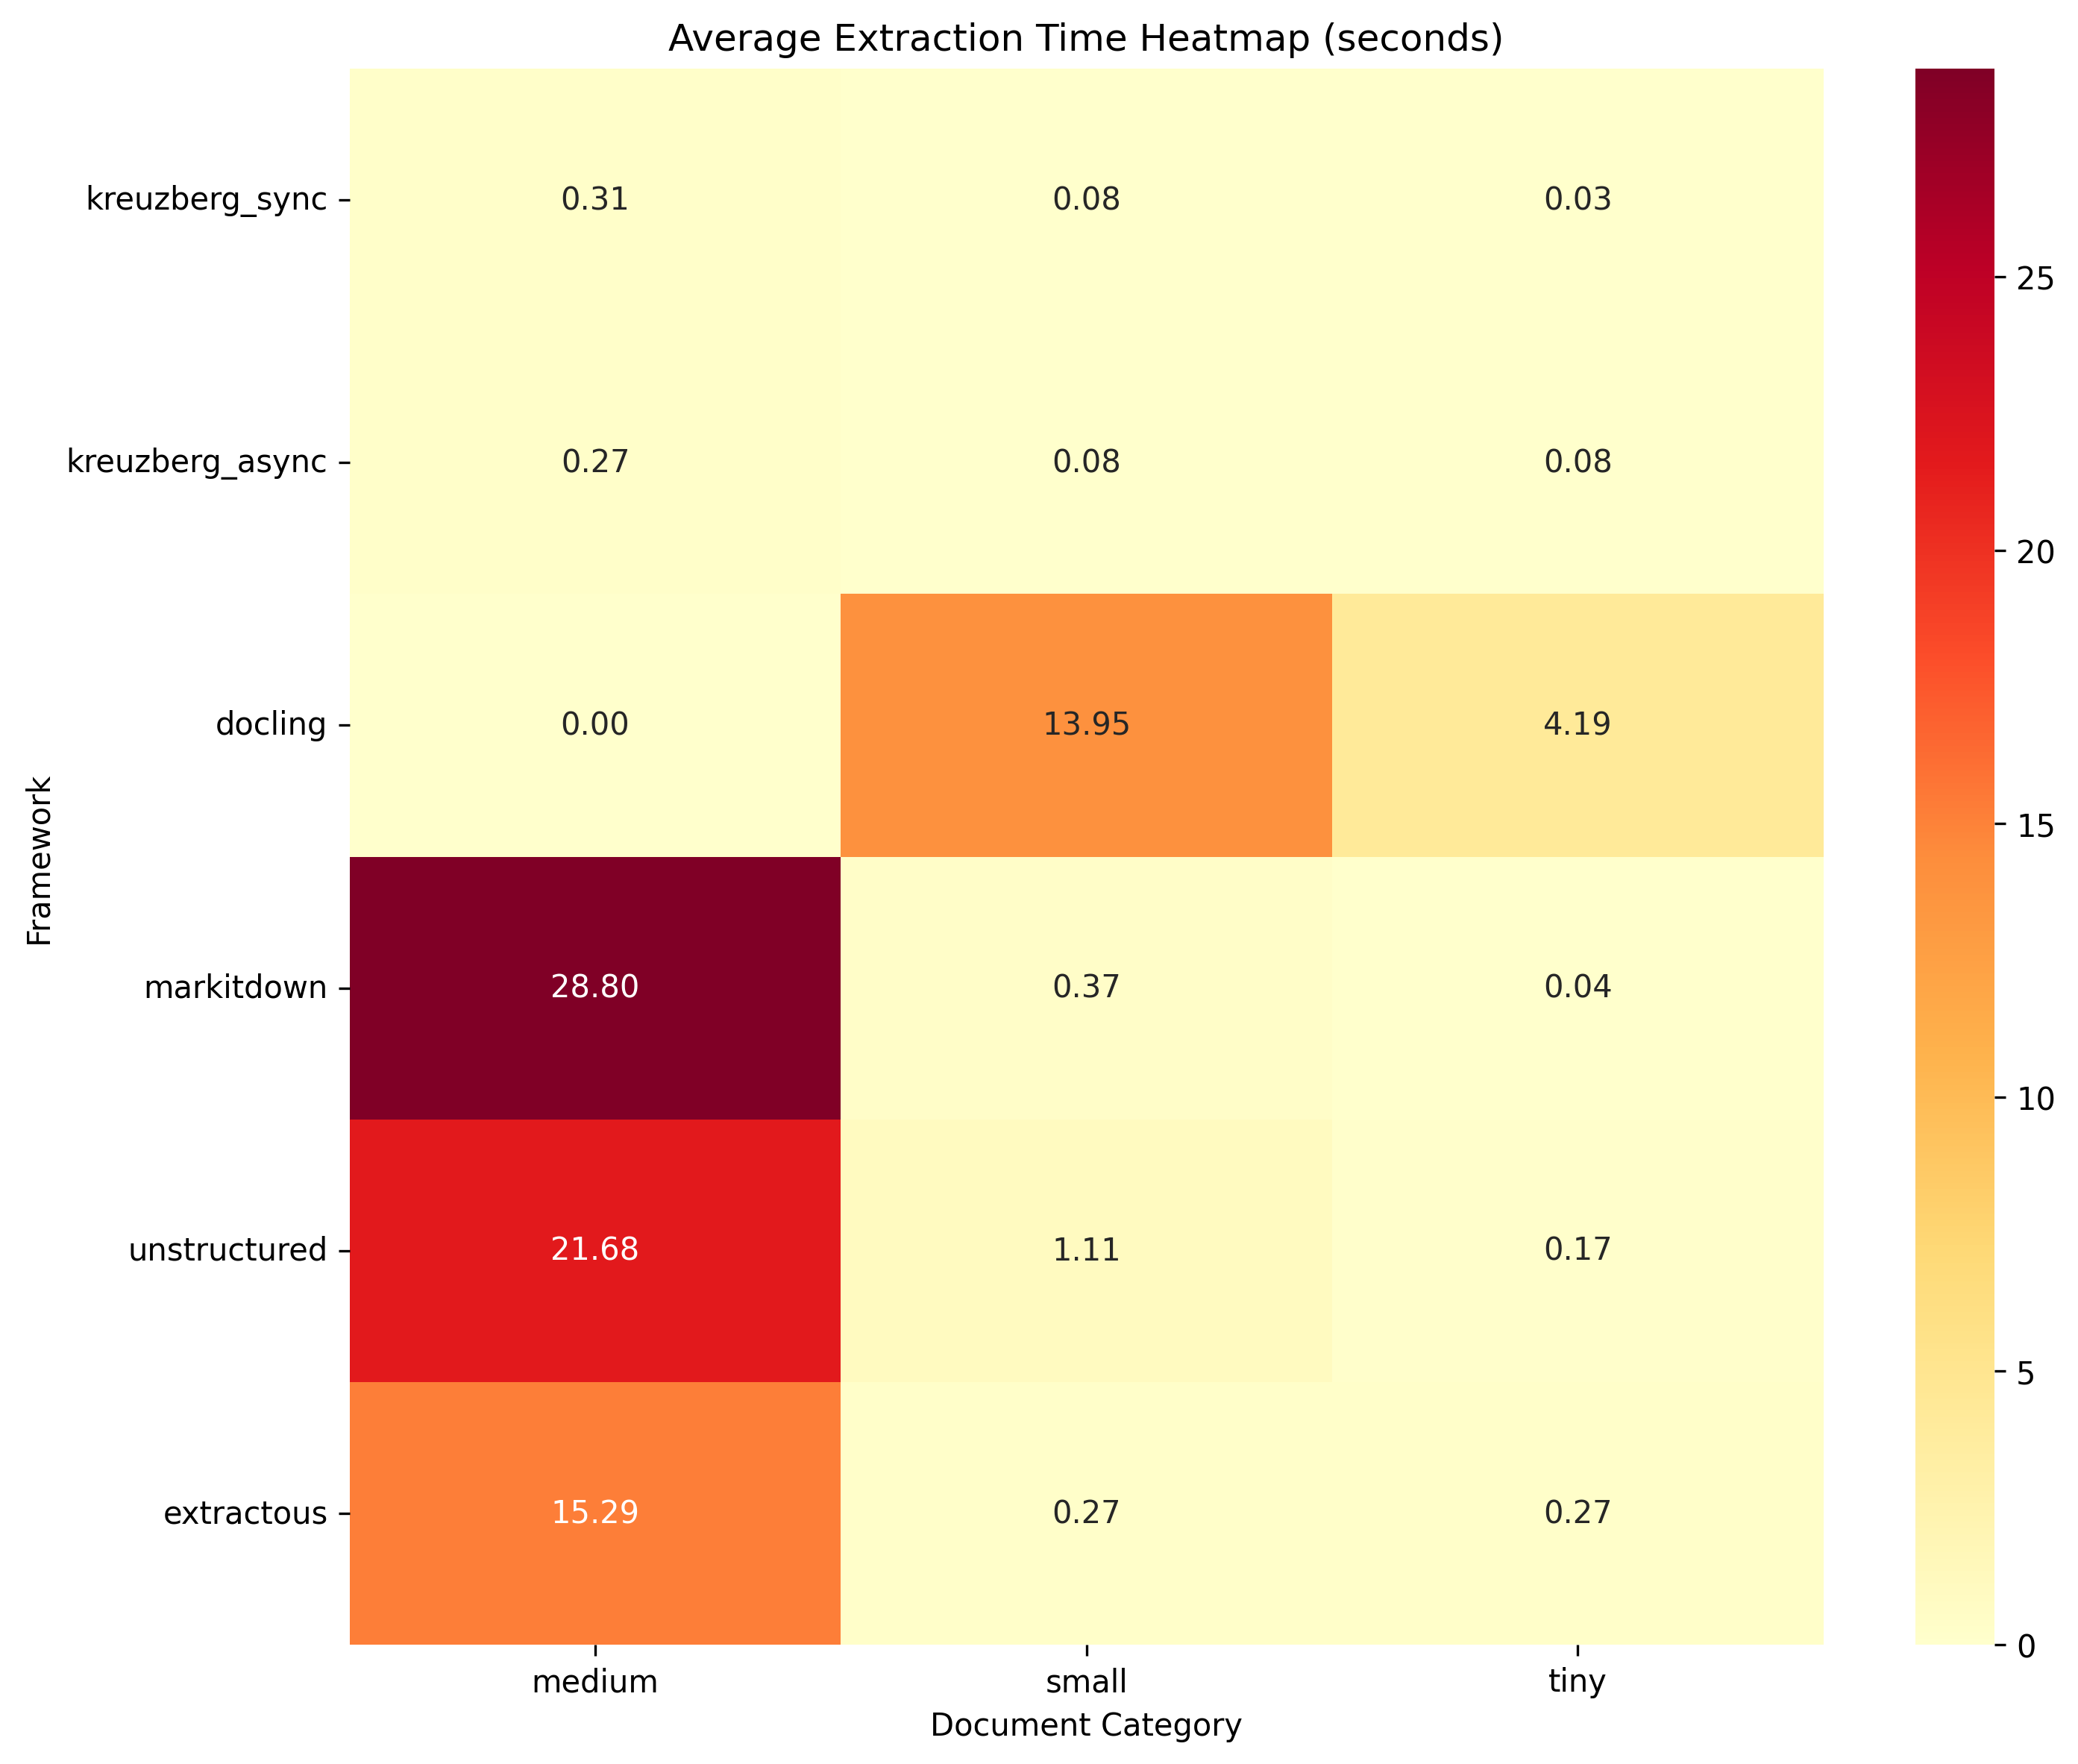 Average Extraction Time Heatmap (seconds)
kreuzberg_sync 0.31 0.08 0.03
kreuzberg_async 0.27 0.08 0.08
docling 0.00 13.95 4.19
markitdown 28.80 0.37 0.04
unstructured 21.68 1.11 0.17
extractous 15.29 0.27 0.27
medium small tiny
Document Category
Framework
25
20
15
10
5
0